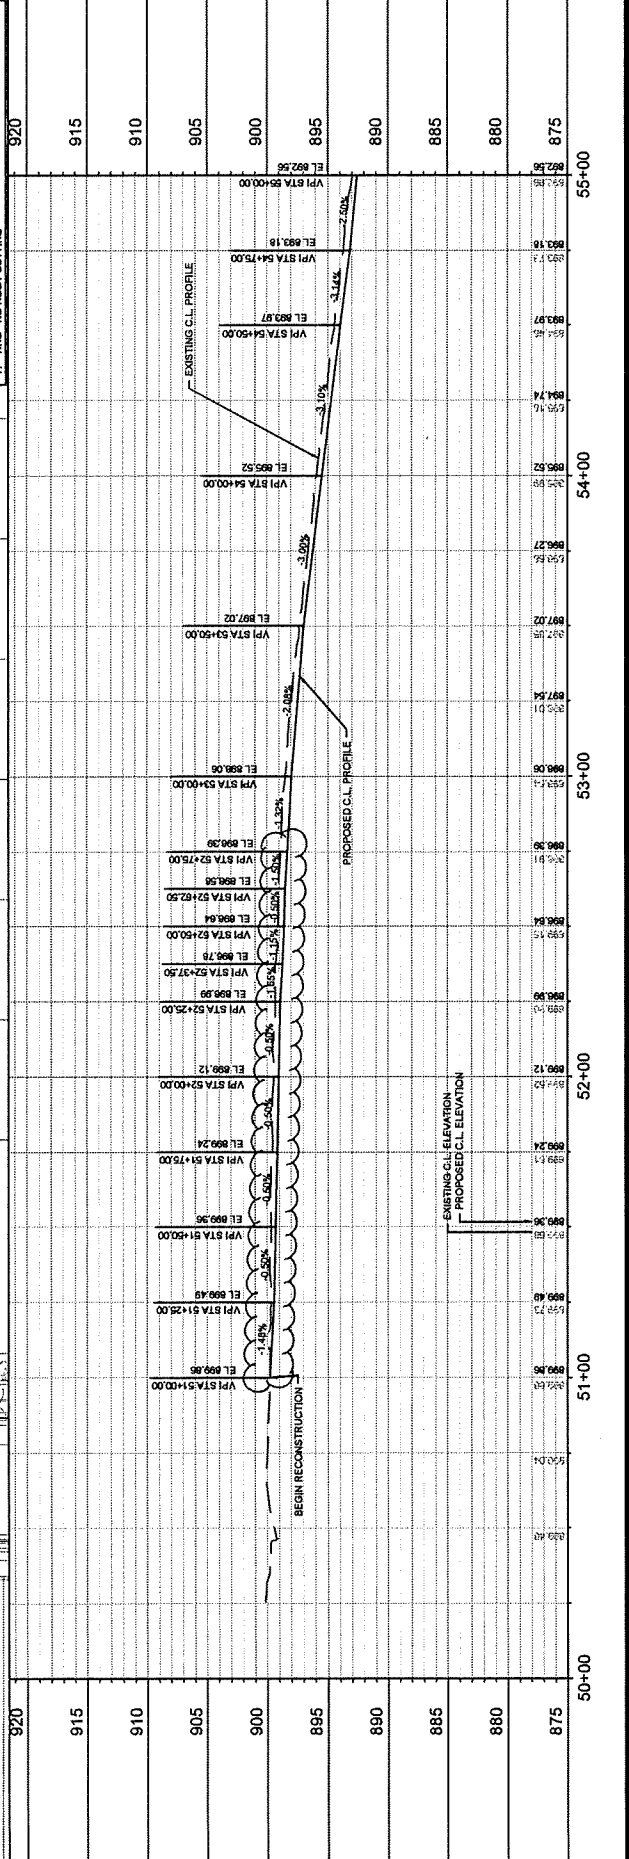 920
915
910
905
900
895
890
885
880
875
VPI STA 51+00.00
EL 899.86
-1.48%
VPI STA 51+25.00
EL 899.49
-0.50%
VPI STA 51+50.00
EL 899.36
-0.50%
VPI STA 51+75.00
EL 899.24
-0.50%
VPI STA 52+00.00
EL 899.12
-0.50%
VPI STA 52+25.00
EL 898.99
-1.65%
VPI STA 52+37.50
EL 898.78
-1.15%
VPI STA 52+50.00
EL 898.64
-0.50%
VPI STA 52+62.50
EL 898.58
-1.50%
VPI STA 52+75.00
EL 898.39
-1.32%
VPI STA 53+00.00
EL 898.06
-2.08%
VPI STA 53+50.00
EL 897.02
-3.00%
VPI STA 54+00.00
EL 895.52
-3.10%
VPI STA 54+50.00
EL 893.97
-3.14%
VPI STA 54+75.00
EL 893.18
-2.50%
VPI STA 55+00.00
EL 892.56
EXISTING C.L. PROFILE
PROPOSED C.L. PROFILE
BEGIN RECONSTRUCTION
EXISTING C.L. ELEVATION
PROPOSED C.L. ELEVATION
899.86
899.49
899.36
899.24
899.12
898.99
898.64
898.39
898.06
897.54
897.02
896.27
895.52
894.74
893.97
893.18
892.56
50+00
51+00
52+00
53+00
54+00
55+00
920
915
910
905
900
895
890
885
880
875